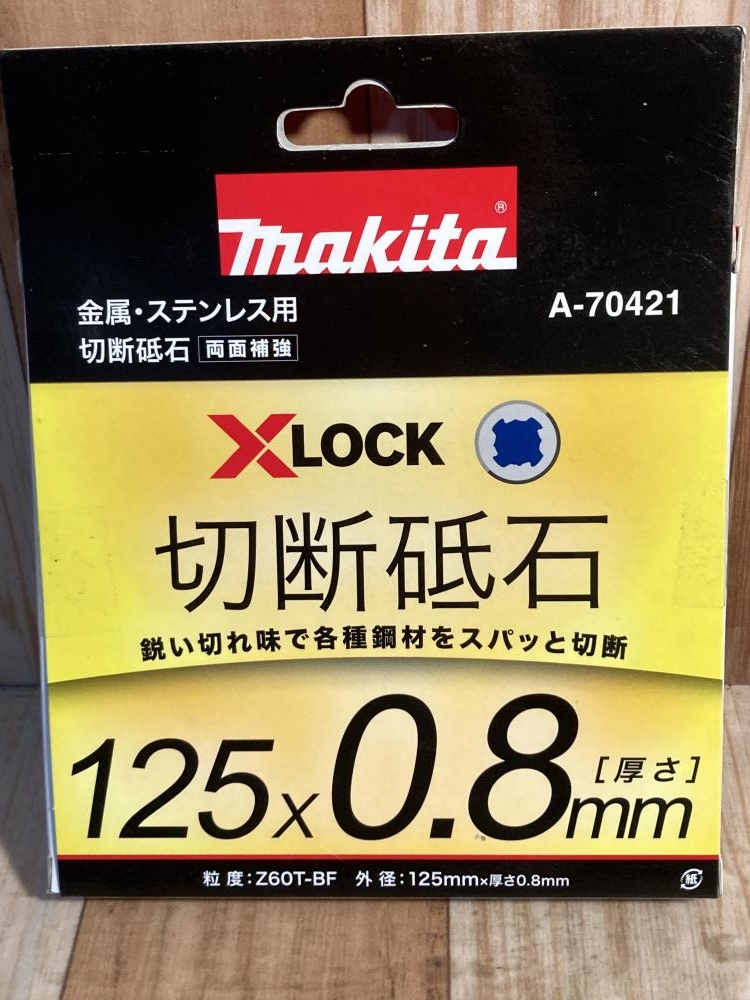 makita®
金属・ステンレス用
A-70421
切断砥石 両面補強
X LOCK
切断砥石
鋭い切れ味で各種鋼材をスパッと切断
125x0.8mm [厚さ]
粒度:Z60T-BF 外径:125mm×厚さ0.8mm
紙